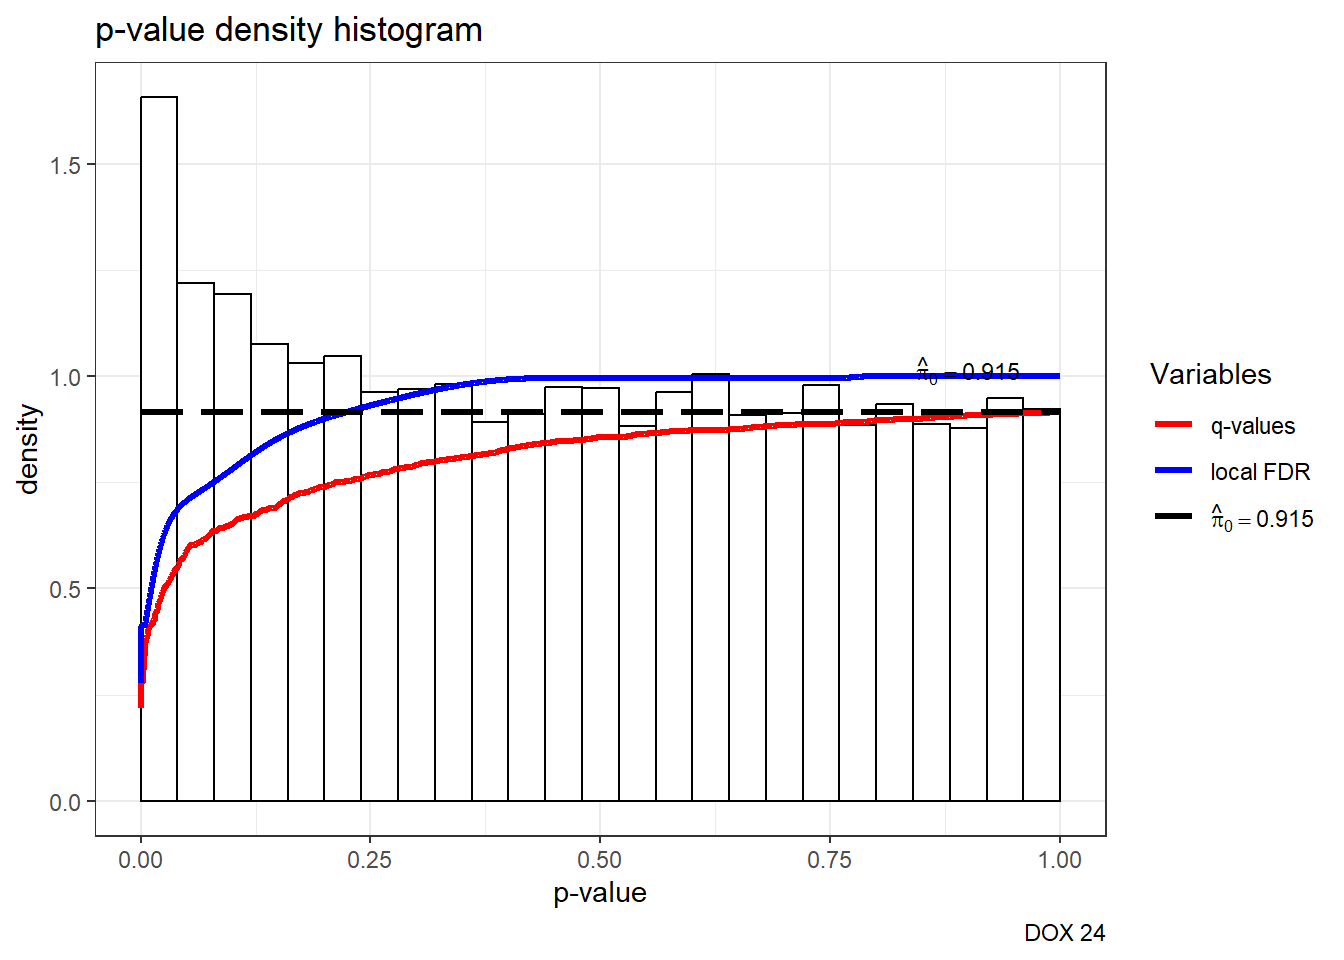 p-value density histogram
density
1.5
1.0
0.5
0.0
π̂₀ = 0.915
0.00 0.25 0.50 0.75 1.00
p-value
Variables
q-values
local FDR
π̂₀ = 0.915
DOX 24